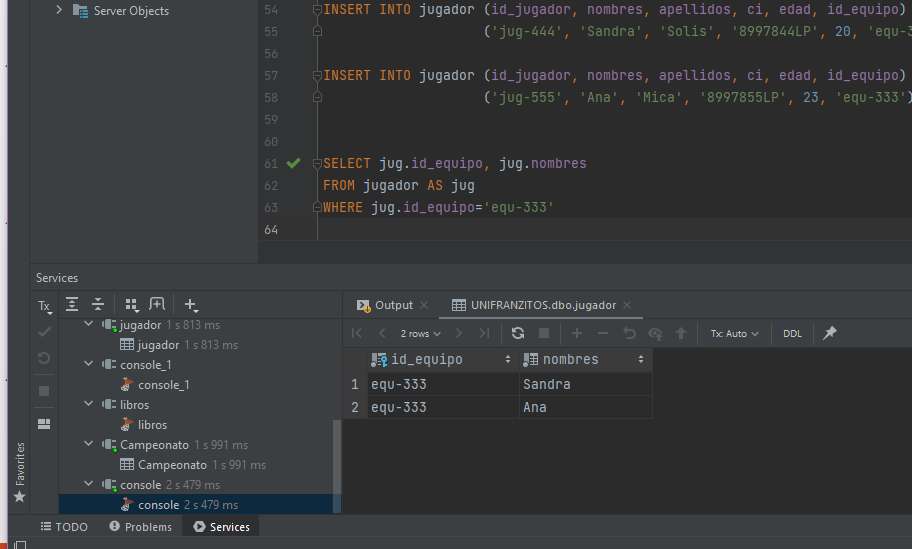 Server Objects
54 INSERT INTO jugador (id_jugador, nombres, apellidos, ci, edad, id_equipo)
55 ('jug-444', 'Sandra', 'Solis', '8997844LP', 20, 'equ-3
56
57 INSERT INTO jugador (id_jugador, nombres, apellidos, ci, edad, id_equipo)
58 ('jug-555', 'Ana', 'Mica', '8997855LP', 23, 'equ-333')
59
60
61 SELECT jug.id_equipo, jug.nombres
62 FROM jugador AS jug
63 WHERE jug.id_equipo='equ-333'
64
Services
Tx
jugador 1 s 813 ms
jugador 1 s 813 ms
console_1
console_1
libros
libros
Campeonato 1 s 991 ms
Campeonato 1 s 991 ms
console 2 s 479 ms
console 2 s 479 ms
Output
UNIFRANZITOS.dbo.jugador
2 rows
Tx: Auto
DDL
id_equipo nombres
1 equ-333 Sandra
2 equ-333 Ana
Favorites
TODO
Problems
Services